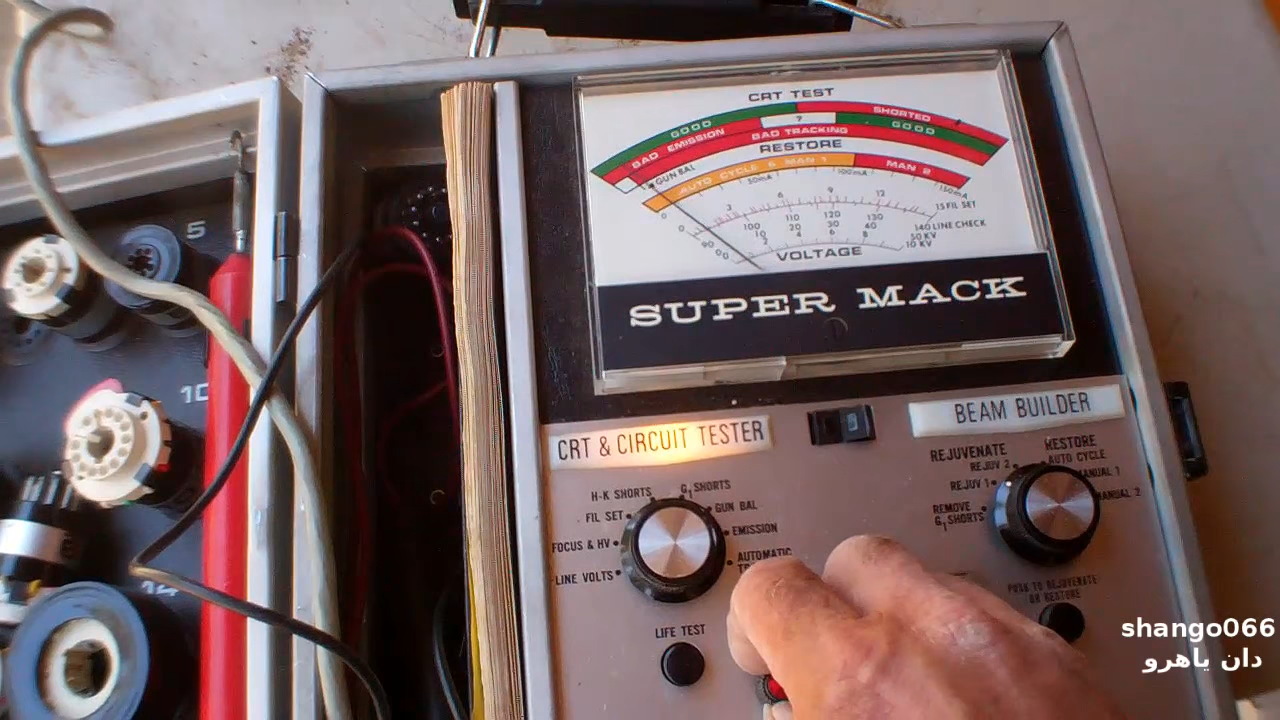 5
10
14
CRT TEST
SHORTED
GOOD ? GOOD
BAD EMISSION BAD TRACKING
RESTORE
GUN BAL
AUTO CYCLE & MAN 1 MAN 2
50mA 100mA 150mA
0 3 6 9 12 15 FIL SET
90 100 110 120 130 140 LINE CHECK
0 10 20 30 40 50 KV
0 2 4 6 8 10 KV
VOLTAGE
SUPER MACK
CRT & CIRCUIT TESTER
BEAM BUILDER
H-K SHORTS
G1 SHORTS
FIL SET
GUN BAL
FOCUS & HV
EMISSION
LINE VOLTS
AUTOMATIC
LIFE TEST
REJUVENATE
RESTORE
REJUV 2
AUTO CYCLE
REJUV 1
MANUAL 1
REMOVE
G1 SHORTS
MANUAL 2
PUSH TO REJUVENATE
OR RESTORE
shango066
دان یاهرو